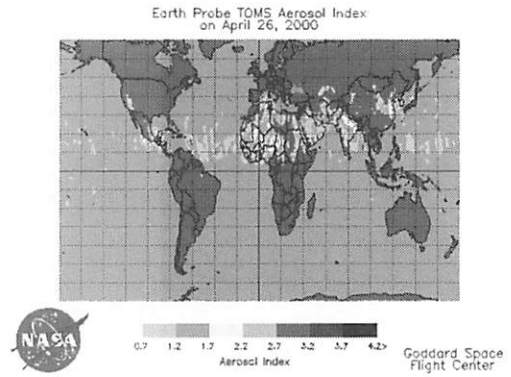 Earth Probe TOMS Aerosol Index
on April 26, 2000
NASA
0.7 1.2 1.7 2.2 2.7 3.2 3.7 4.2>
Aerosol Index
Goddard Space
Flight Center